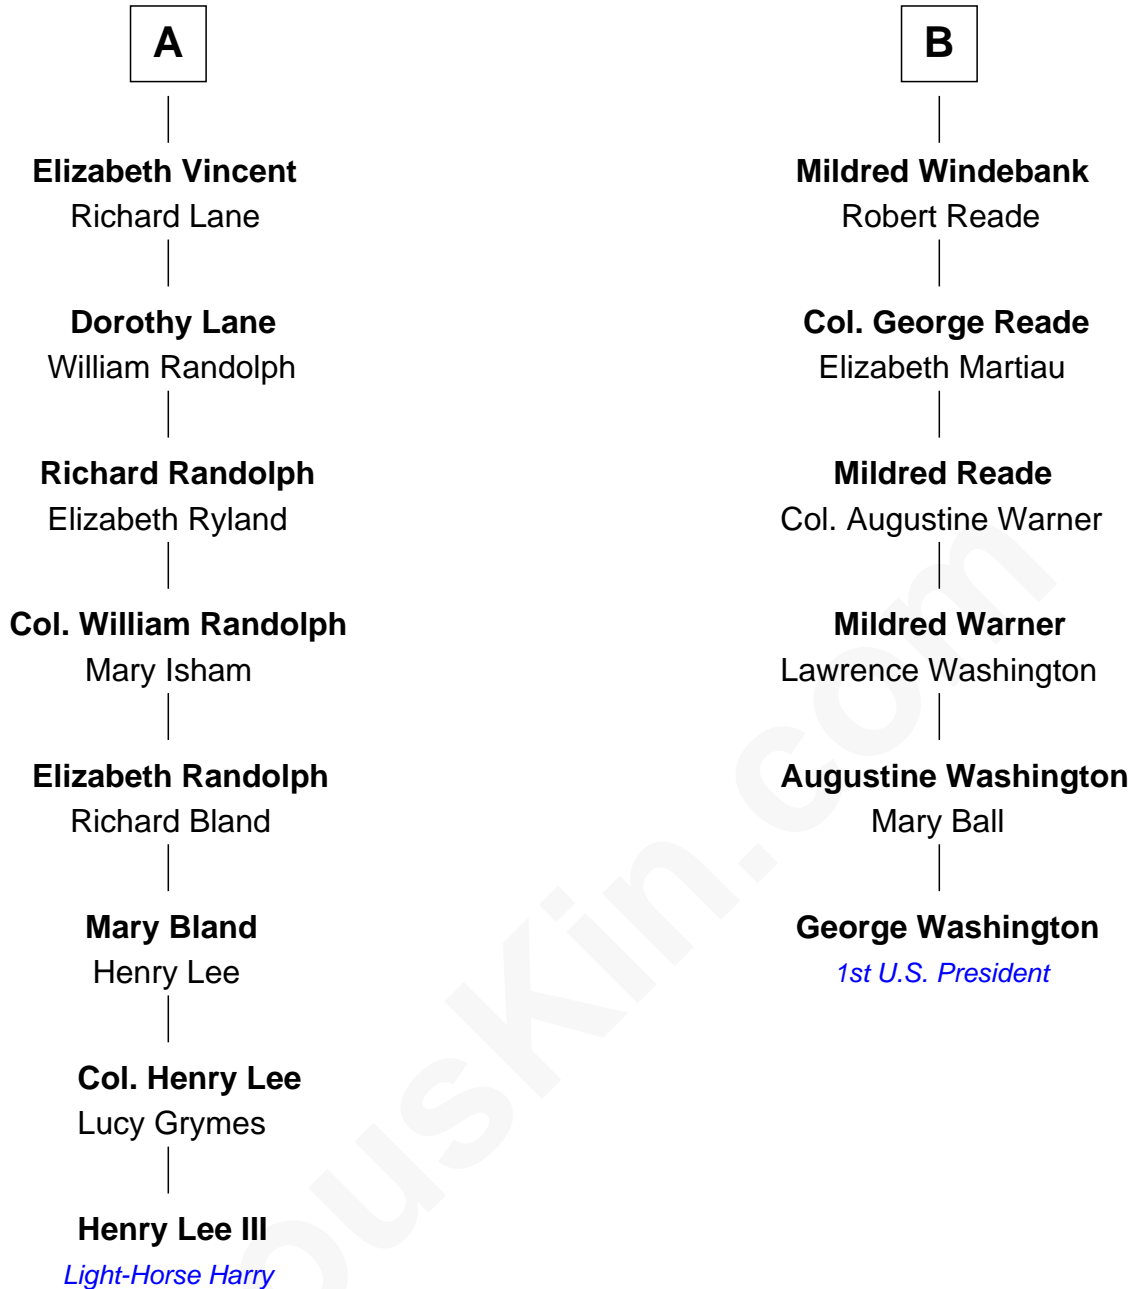 A
Elizabeth Vincent
Richard Lane
Dorothy Lane
William Randolph
Richard Randolph
Elizabeth Ryland
Col. William Randolph
Mary Isham
Elizabeth Randolph
Richard Bland
Mary Bland
Henry Lee
Col. Henry Lee
Lucy Grymes
Henry Lee III
Light-Horse Harry
B
Mildred Windebank
Robert Reade
Col. George Reade
Elizabeth Martiau
Mildred Reade
Col. Augustine Warner
Mildred Warner
Lawrence Washington
Augustine Washington
Mary Ball
George Washington
1st U.S. President
ousKin.com